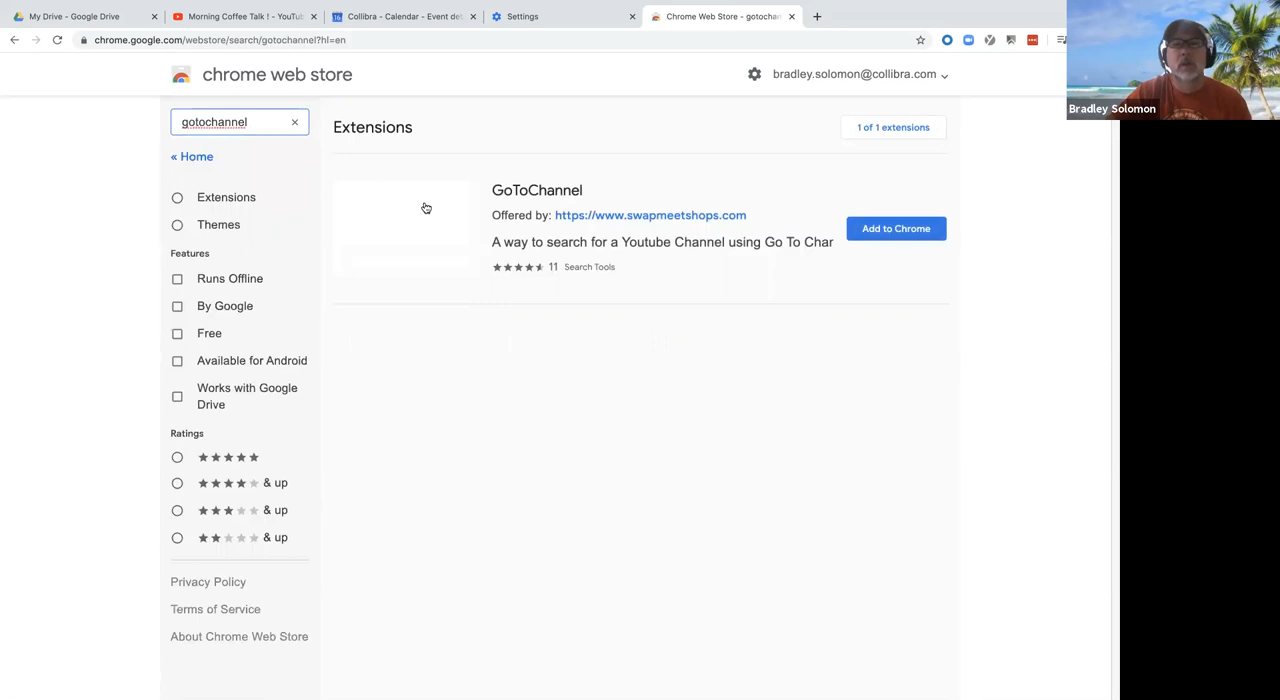 My Drive - Google Drive
Morning Coffee Talk ! - YouTu
Collibra - Calendar - Event de
Settings
Chrome Web Store - gotochan
chrome.google.com/webstore/search/gotochannel?hl=en
chrome web store
bradley.solomon@collibra.com
Bradley Solomon
gotochannel
Extensions
1 of 1 extensions
« Home
Extensions
Themes
Features
Runs Offline
By Google
Free
Available for Android
Works with Google
Drive
Ratings
& up
& up
& up
Privacy Policy
Terms of Service
About Chrome Web Store
GoToChannel
Offered by: https://www.swapmeetshops.com
A way to search for a Youtube Channel using Go To Char
11 Search Tools
Add to Chrome